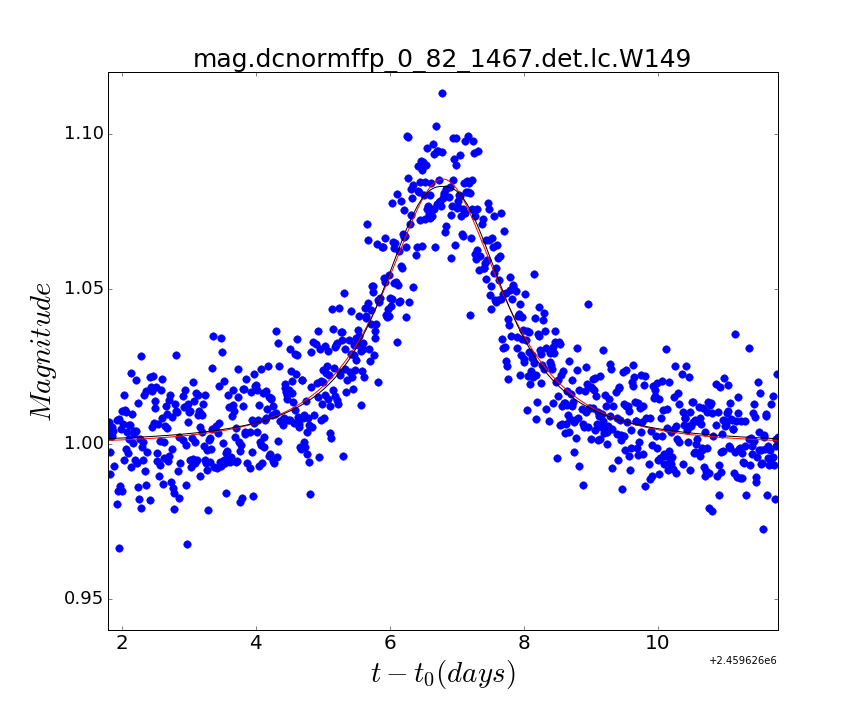 mag.dcnormffp_0_82_1467.det.lc.W149
1.10
1.05
1.00
0.95
Magnitude
2 4 6 8 10
+2.459626e6
t − t₀(days)